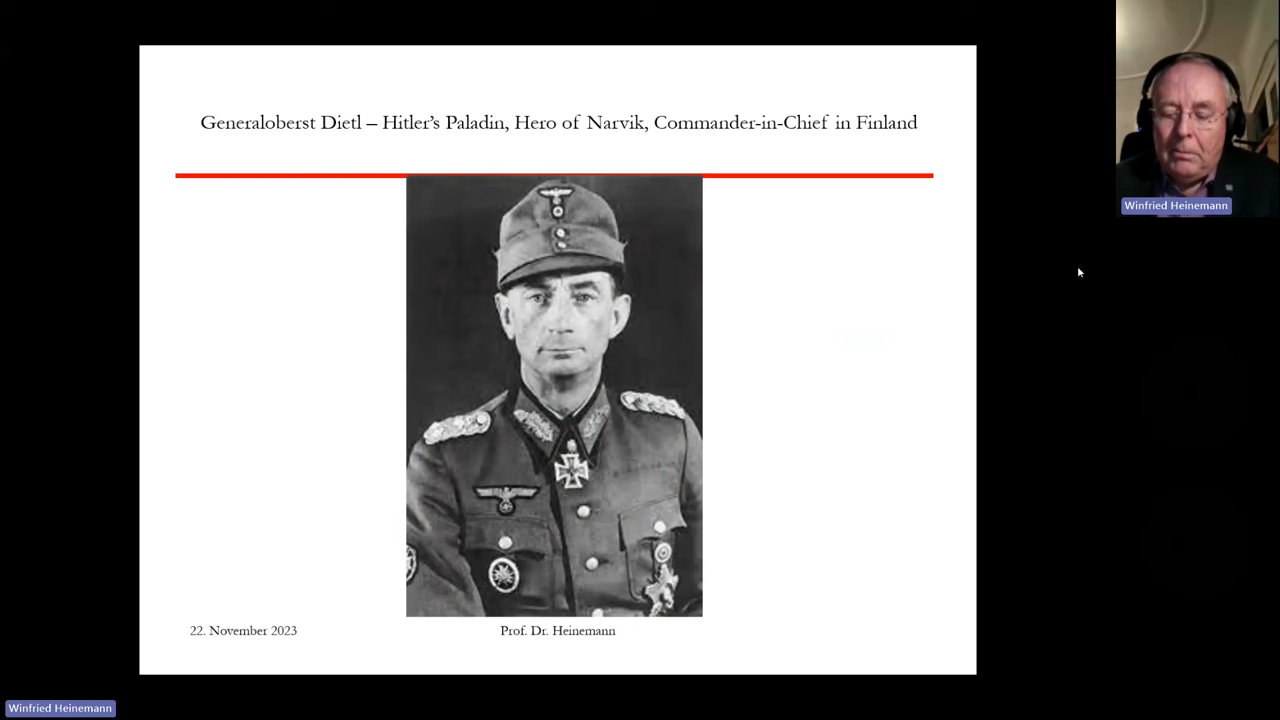 Generaloberst Dietl – Hitler's Paladin, Hero of Narvik, Commander-in-Chief in Finland
Winfried Heinemann
22. November 2023
Prof. Dr. Heinemann
Winfried Heinemann